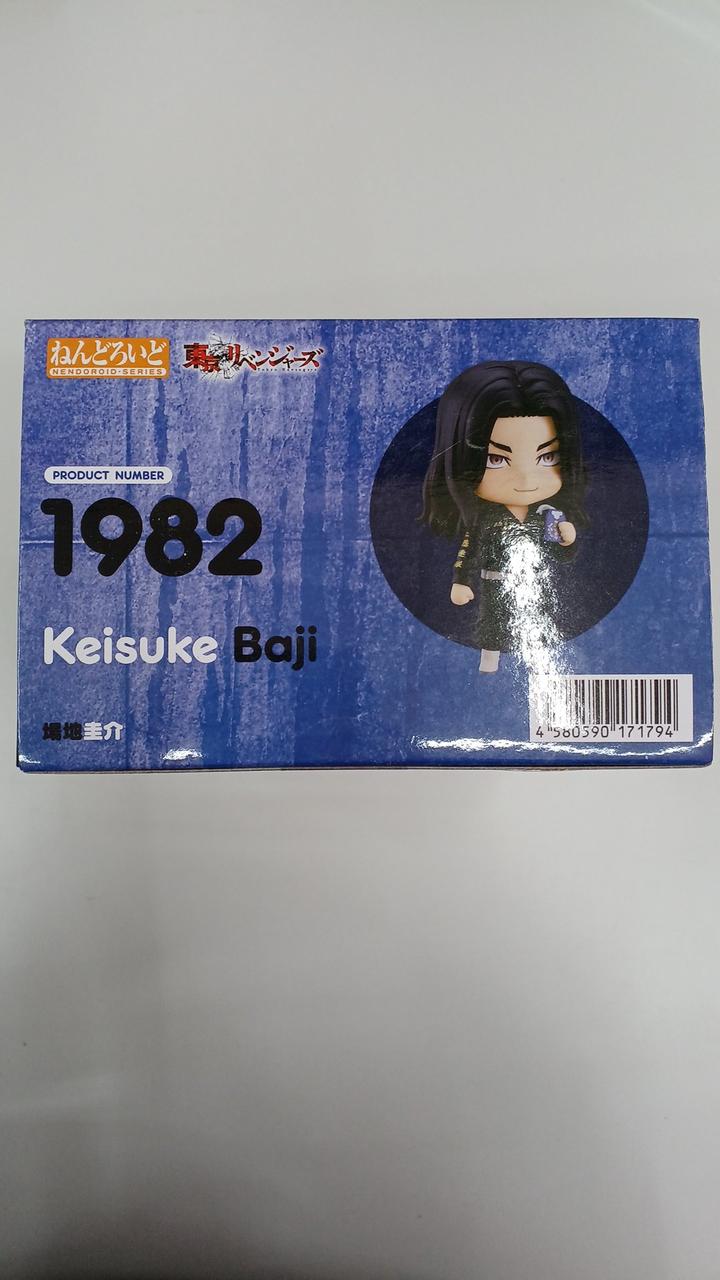 ねんどろいど
NENDOROID·SERIES
東京リベンジャーズ
PRODUCT NUMBER
1982
Keisuke Baji
場地圭介
4 580590 171794